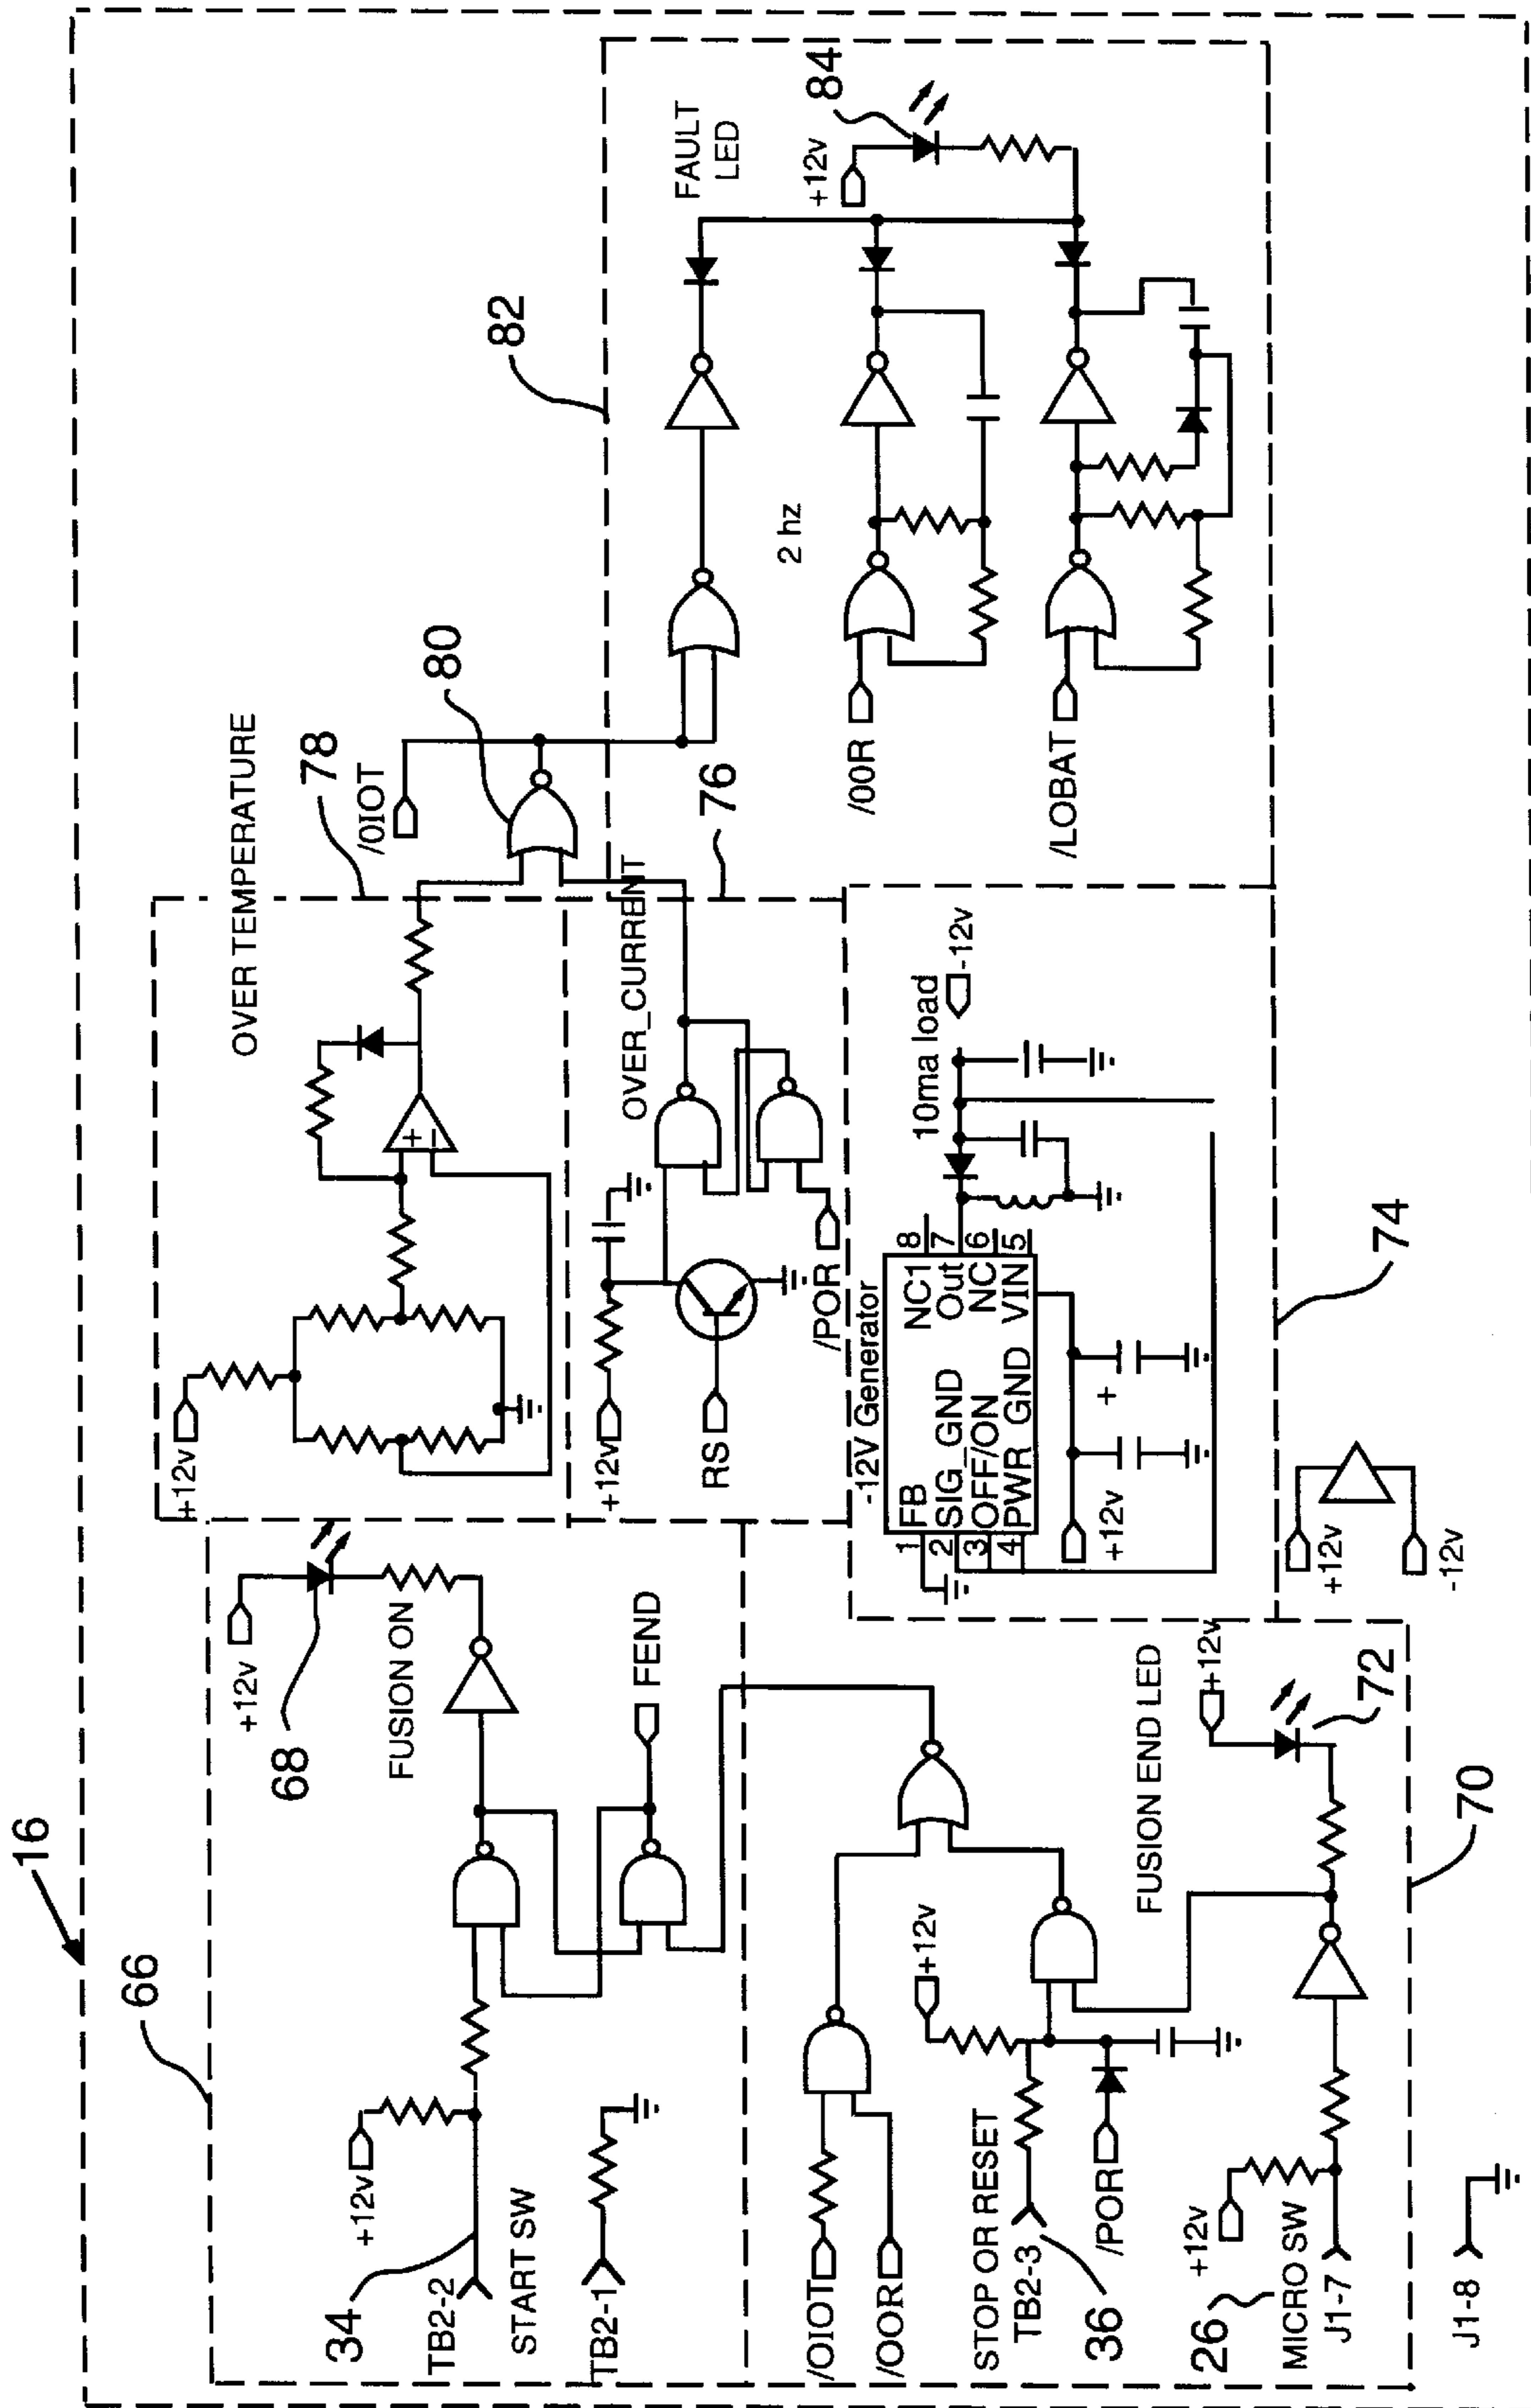 16
66
+12v
68
FUSION ON
+12v
34
TB2-2
START SW
TB2-1
FEND
+12v
OVER TEMPERATURE
78
/0IOT
80
82
+12v
RS
OVER_CURRENT
/POR
76
FAULT
LED
+12v
84
2 hz
/00R
/LOBAT
/OIOT
/OOR
+12v
STOP OR RESET
TB2-3
36
/POR
FUSION END LED
+12v
72
70
+12v
26
MICRO SW
J1-7
J1-8
-12V Generator
1 FB NC1 8
2 SIG_GND Out 7
3 OFF/ON NC 6
4 PWR GND VIN 5
+12v
+
10ma load
-12v
74
+12v
-12v
+
−